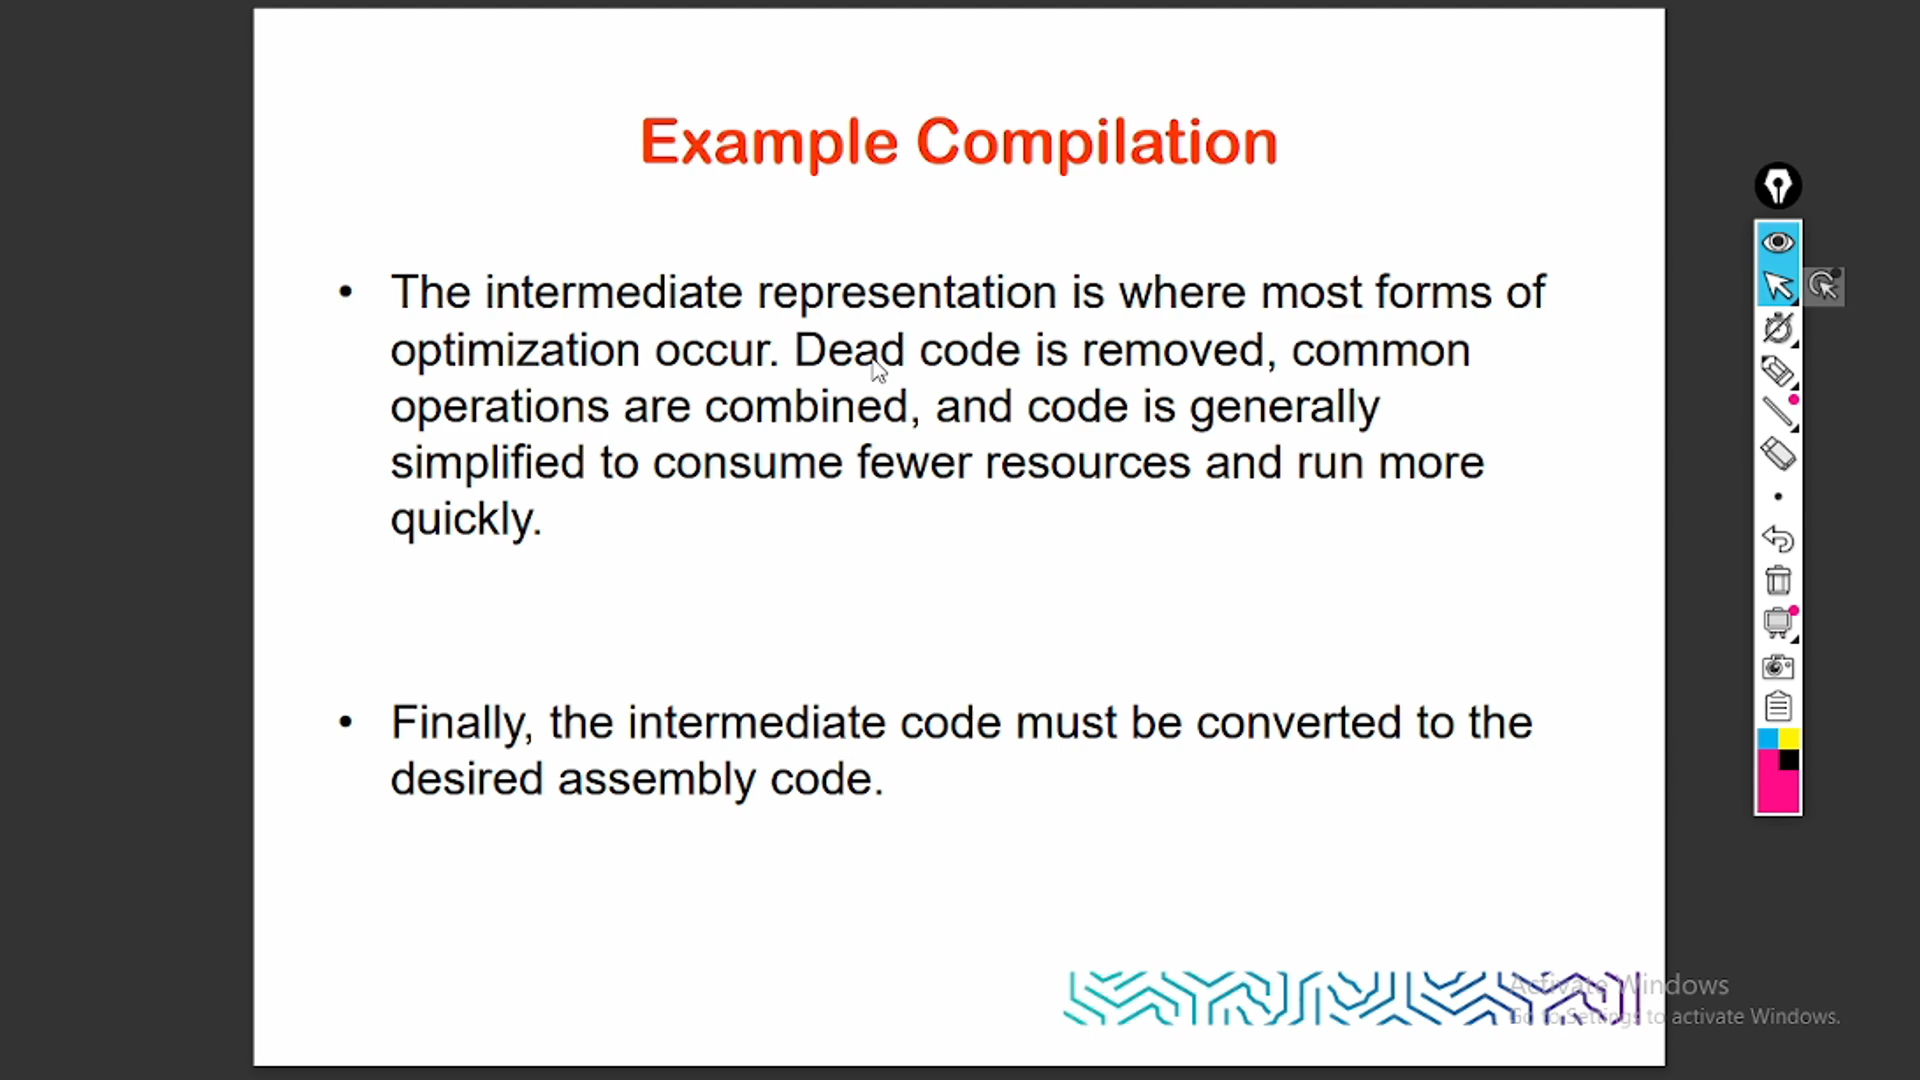 Example Compilation
• The intermediate representation is where most forms of
optimization occur. Dead code is removed, common
operations are combined, and code is generally
simplified to consume fewer resources and run more
quickly.
• Finally, the intermediate code must be converted to the
desired assembly code.
Activate Windows
Go to Settings to activate Windows.